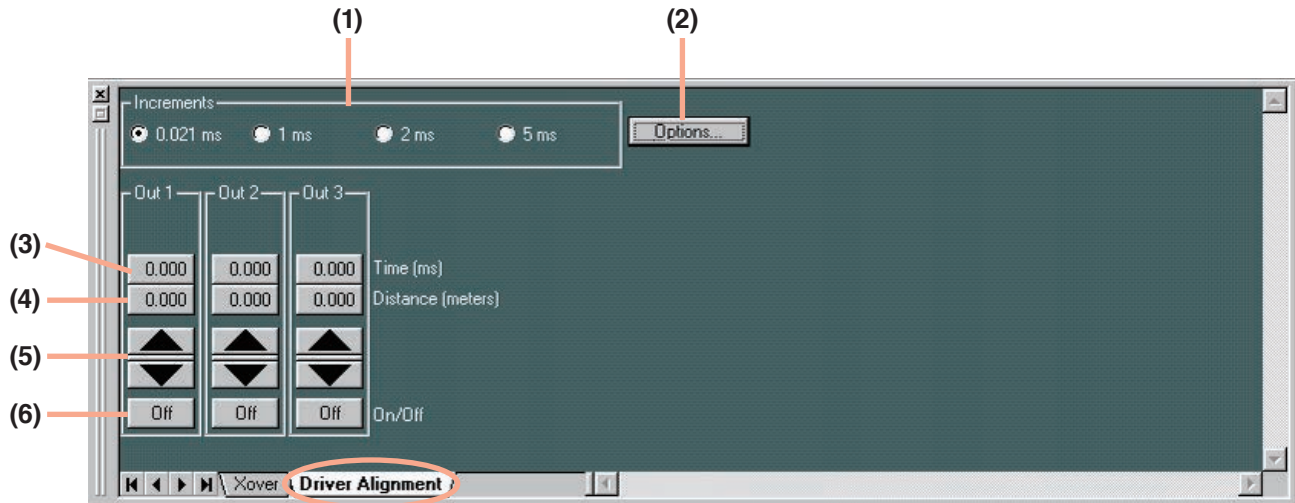 (1) (2)
Increments
0.021 ms 1 ms 2 ms 5 ms Options...
Out 1 Out 2 Out 3
(3) 0.000 0.000 0.000 Time (ms)
(4) 0.000 0.000 0.000 Distance (meters)
(5)
(6) Off Off Off On/Off
Xover Driver Alignment